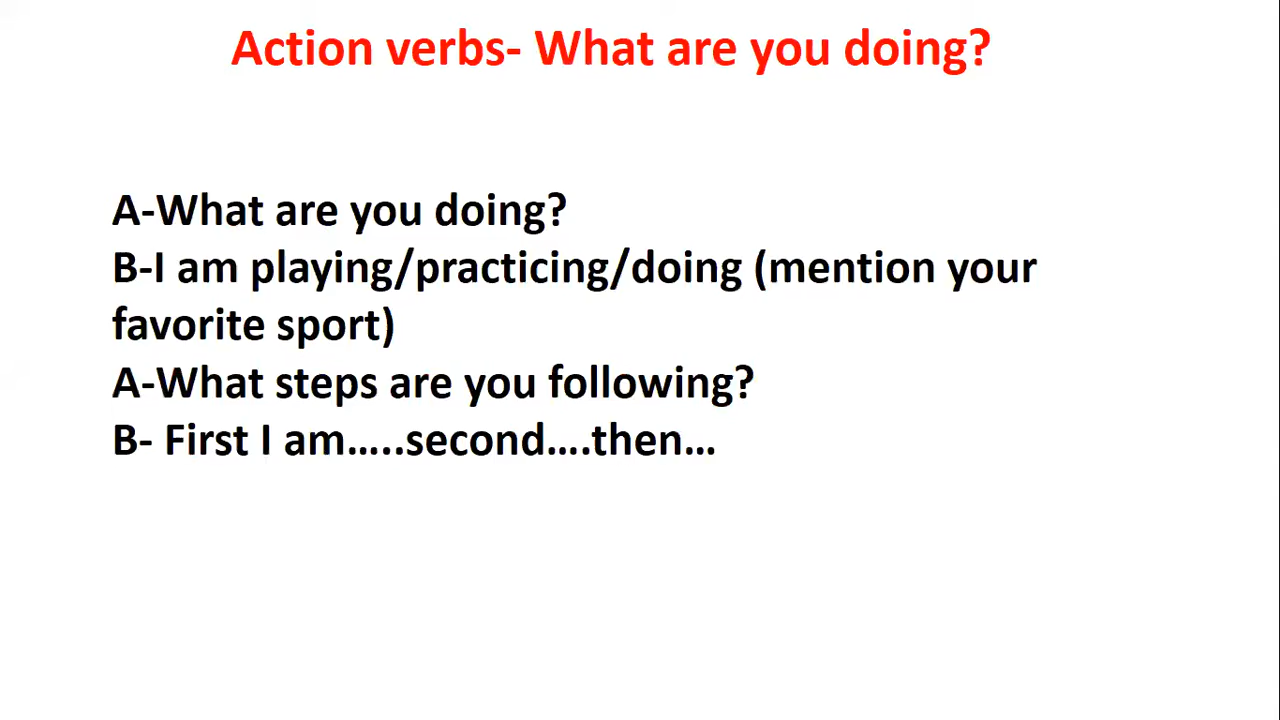 Action verbs- What are you doing?
A-What are you doing?
B-I am playing/practicing/doing (mention your
favorite sport)
A-What steps are you following?
B- First I am…..second….then…